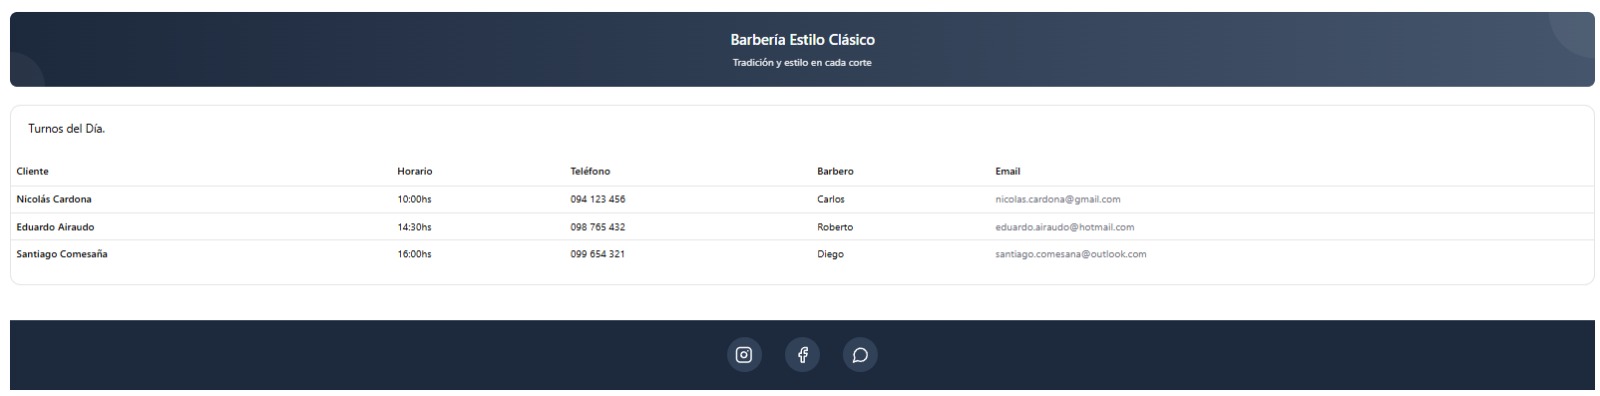 Barbería Estilo Clásico
Tradición y estilo en cada corte
Turnos del Día.
Cliente Horario Teléfono Barbero Email
Nicolás Cardona 10:00hs 094 123 456 Carlos nicolas.cardona@gmail.com
Eduardo Airaudo 14:30hs 098 765 432 Roberto eduardo.airaudo@hotmail.com
Santiago Comesaña 16:00hs 099 654 321 Diego santiago.comesana@outlook.com